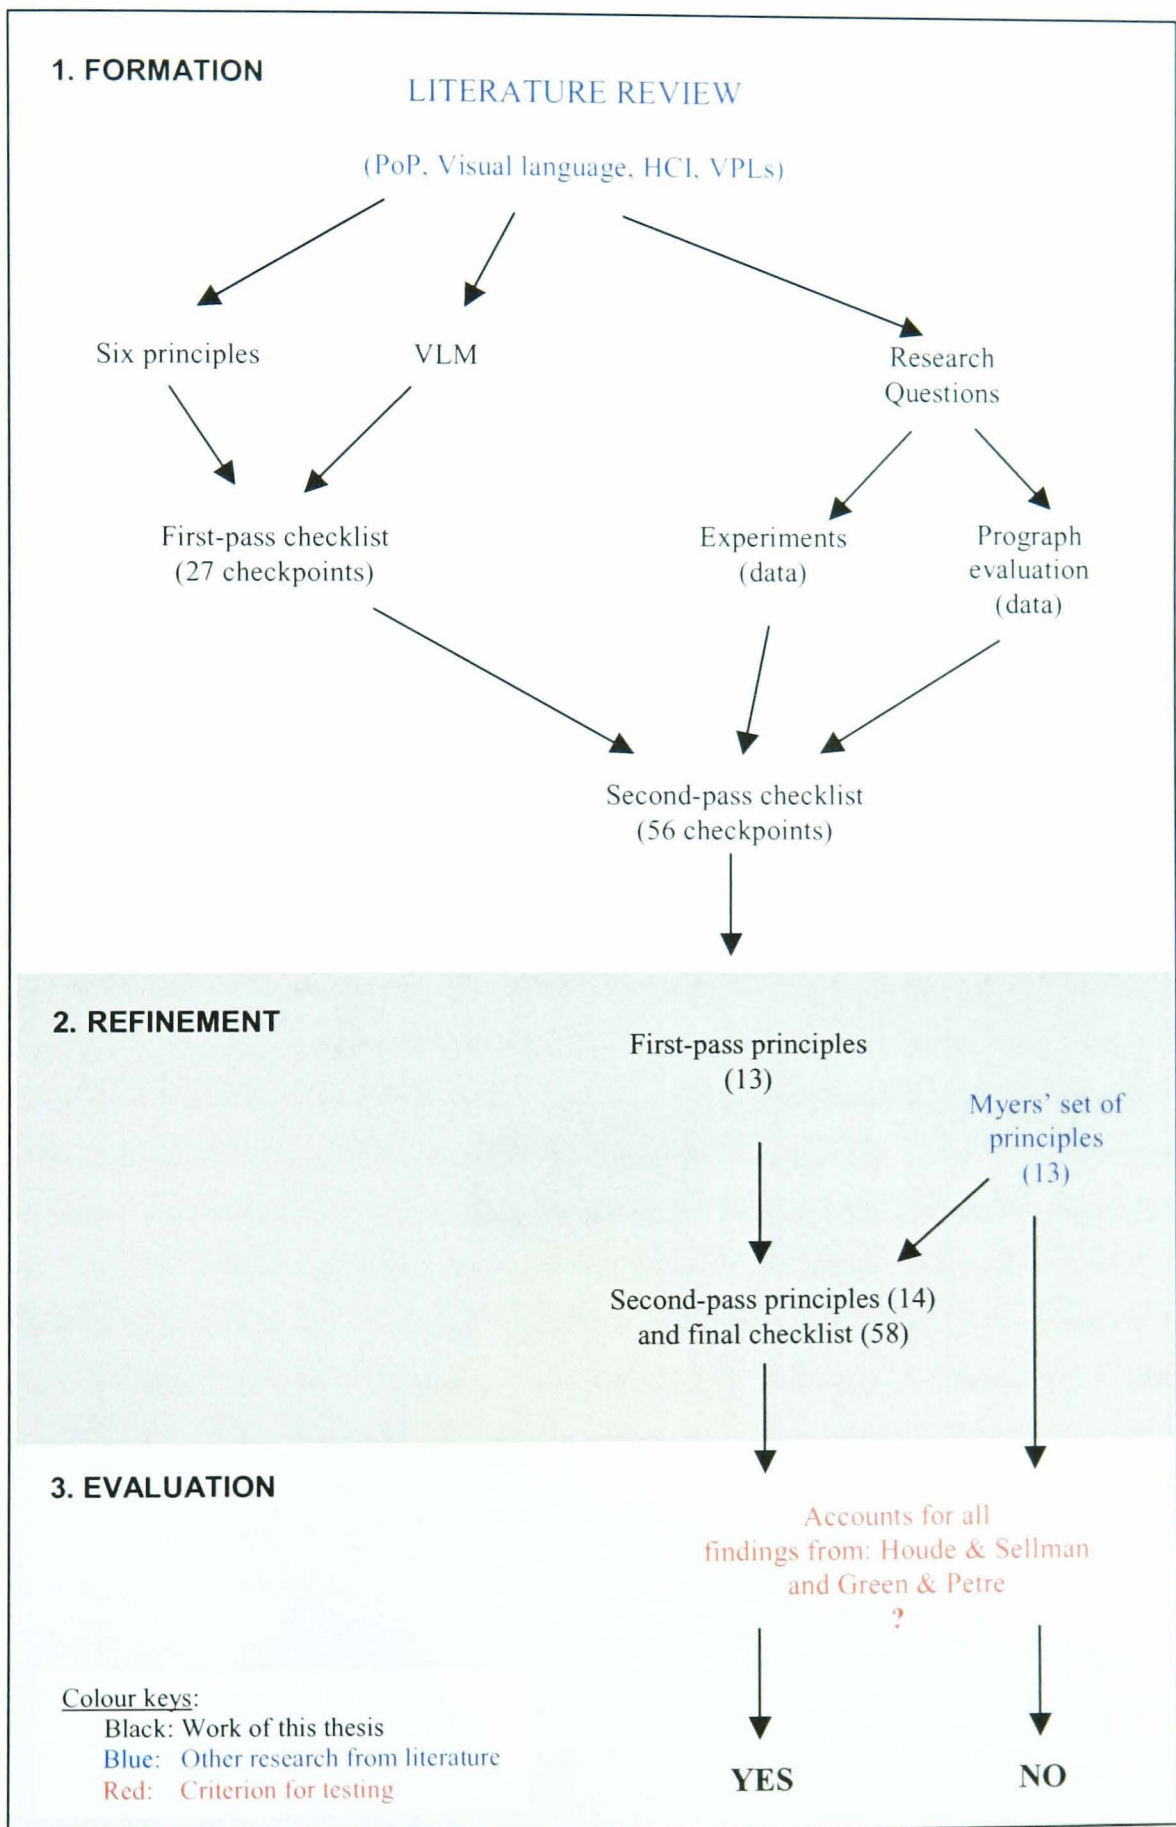 1. FORMATION
LITERATURE REVIEW
(PoP, Visual language, HCI, VPLs)
Six principles
VLM
Research
Questions
First-pass checklist
(27 checkpoints)
Experiments
(data)
Prograph
evaluation
(data)
Second-pass checklist
(56 checkpoints)
2. REFINEMENT
First-pass principles
(13)
Myers' set of
principles
(13)
Second-pass principles (14)
and final checklist (58)
3. EVALUATION
Accounts for all
findings from: Houde & Sellman
and Green & Petre
?
Colour keys:
Black: Work of this thesis
Blue: Other research from literature
Red: Criterion for testing
YES
NO